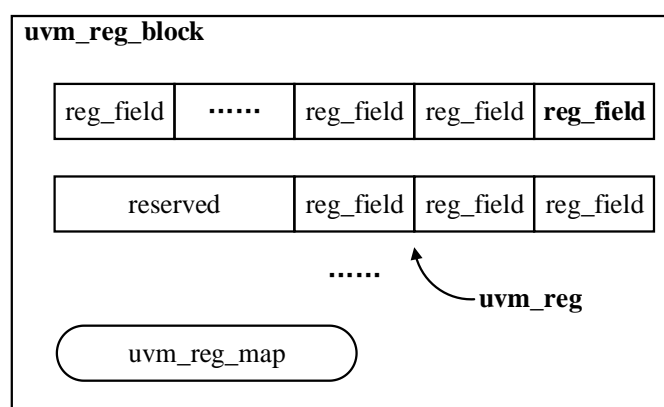 uvm_reg_block
reg_field ...... reg_field reg_field reg_field
reserved reg_field reg_field reg_field
......
uvm_reg
uvm_reg_map